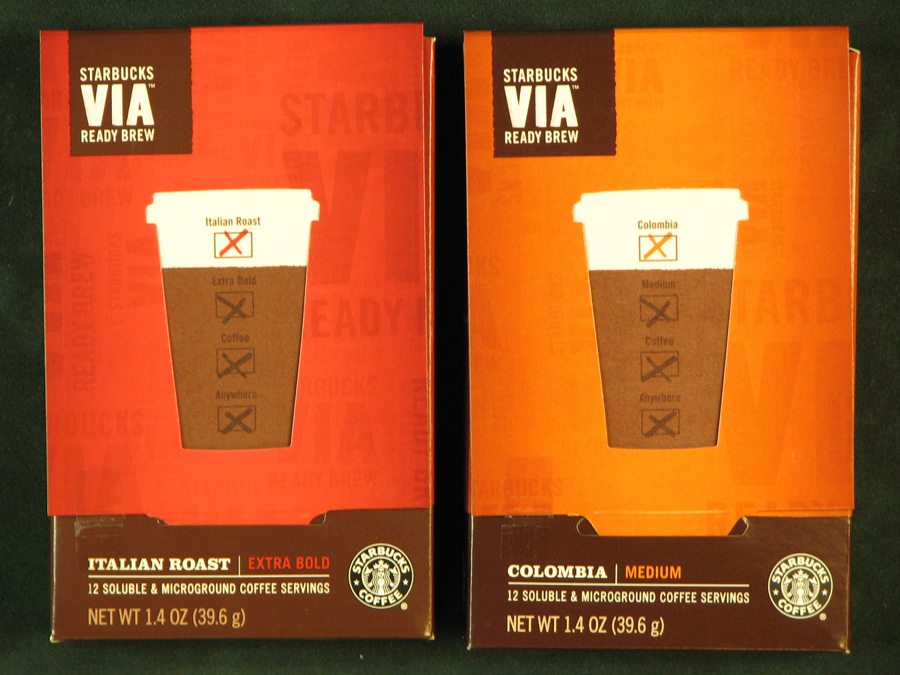 STARBUCKS
VIA™
READY BREW
Italian Roast
Extra Bold
Coffee
Anywhere
ITALIAN ROAST | EXTRA BOLD
12 SOLUBLE & MICROGROUND COFFEE SERVINGS
NET WT 1.4 OZ (39.6 g)
STARBUCKS COFFEE ®
STARBUCKS
VIA™
READY BREW
Colombia
Medium
Coffee
Anywhere
COLOMBIA | MEDIUM
12 SOLUBLE & MICROGROUND COFFEE SERVINGS
NET WT 1.4 OZ (39.6 g)
STARBUCKS COFFEE ®